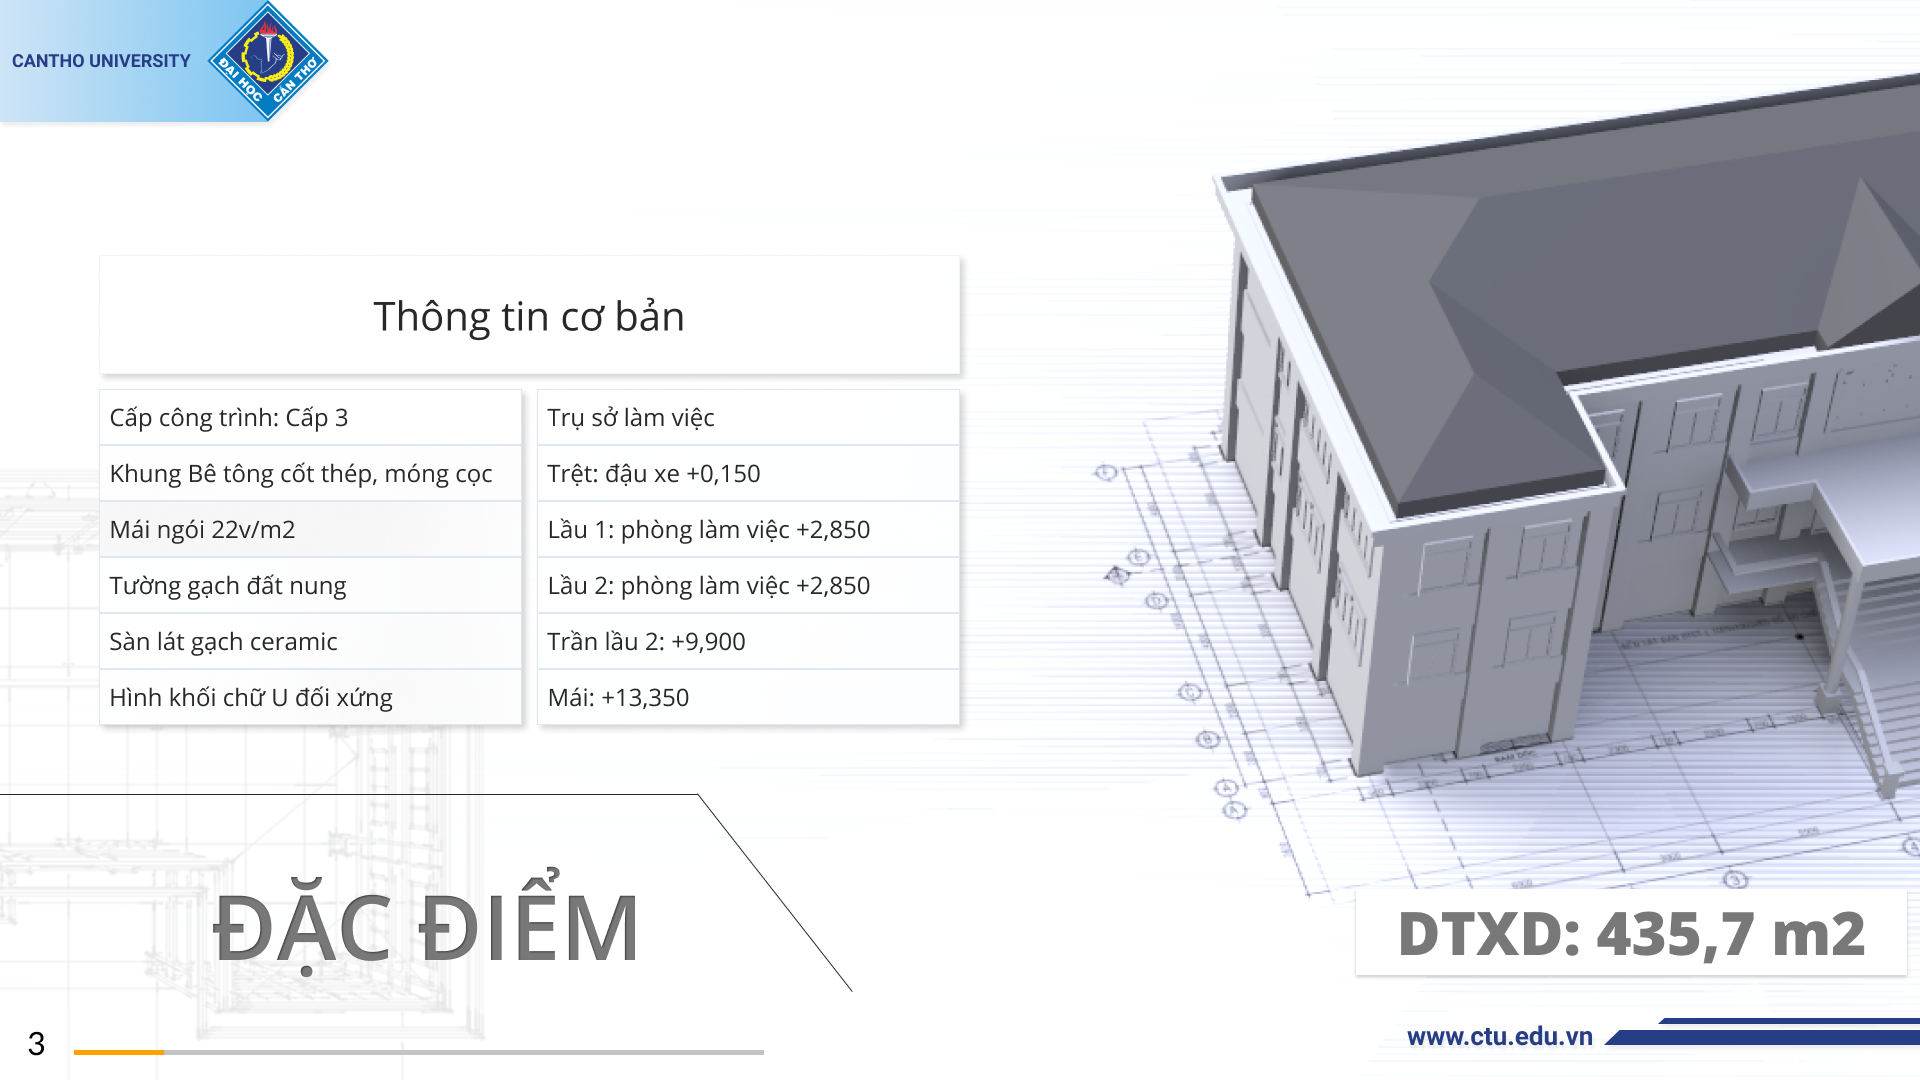 CANTHO UNIVERSITY
ĐẠI HỌC CẦN THƠ
Thông tin cơ bản
Cấp công trình: Cấp 3
Khung Bê tông cốt thép, móng cọc
Mái ngói 22v/m2
Tường gạch đất nung
Sàn lát gạch ceramic
Hình khối chữ U đối xứng
Trụ sở làm việc
Trệt: đậu xe +0,150
Lầu 1: phòng làm việc +2,850
Lầu 2: phòng làm việc +2,850
Trần lầu 2: +9,900
Mái: +13,350
ĐẶC ĐIỂM
DTXD: 435,7 m2
3
www.ctu.edu.vn